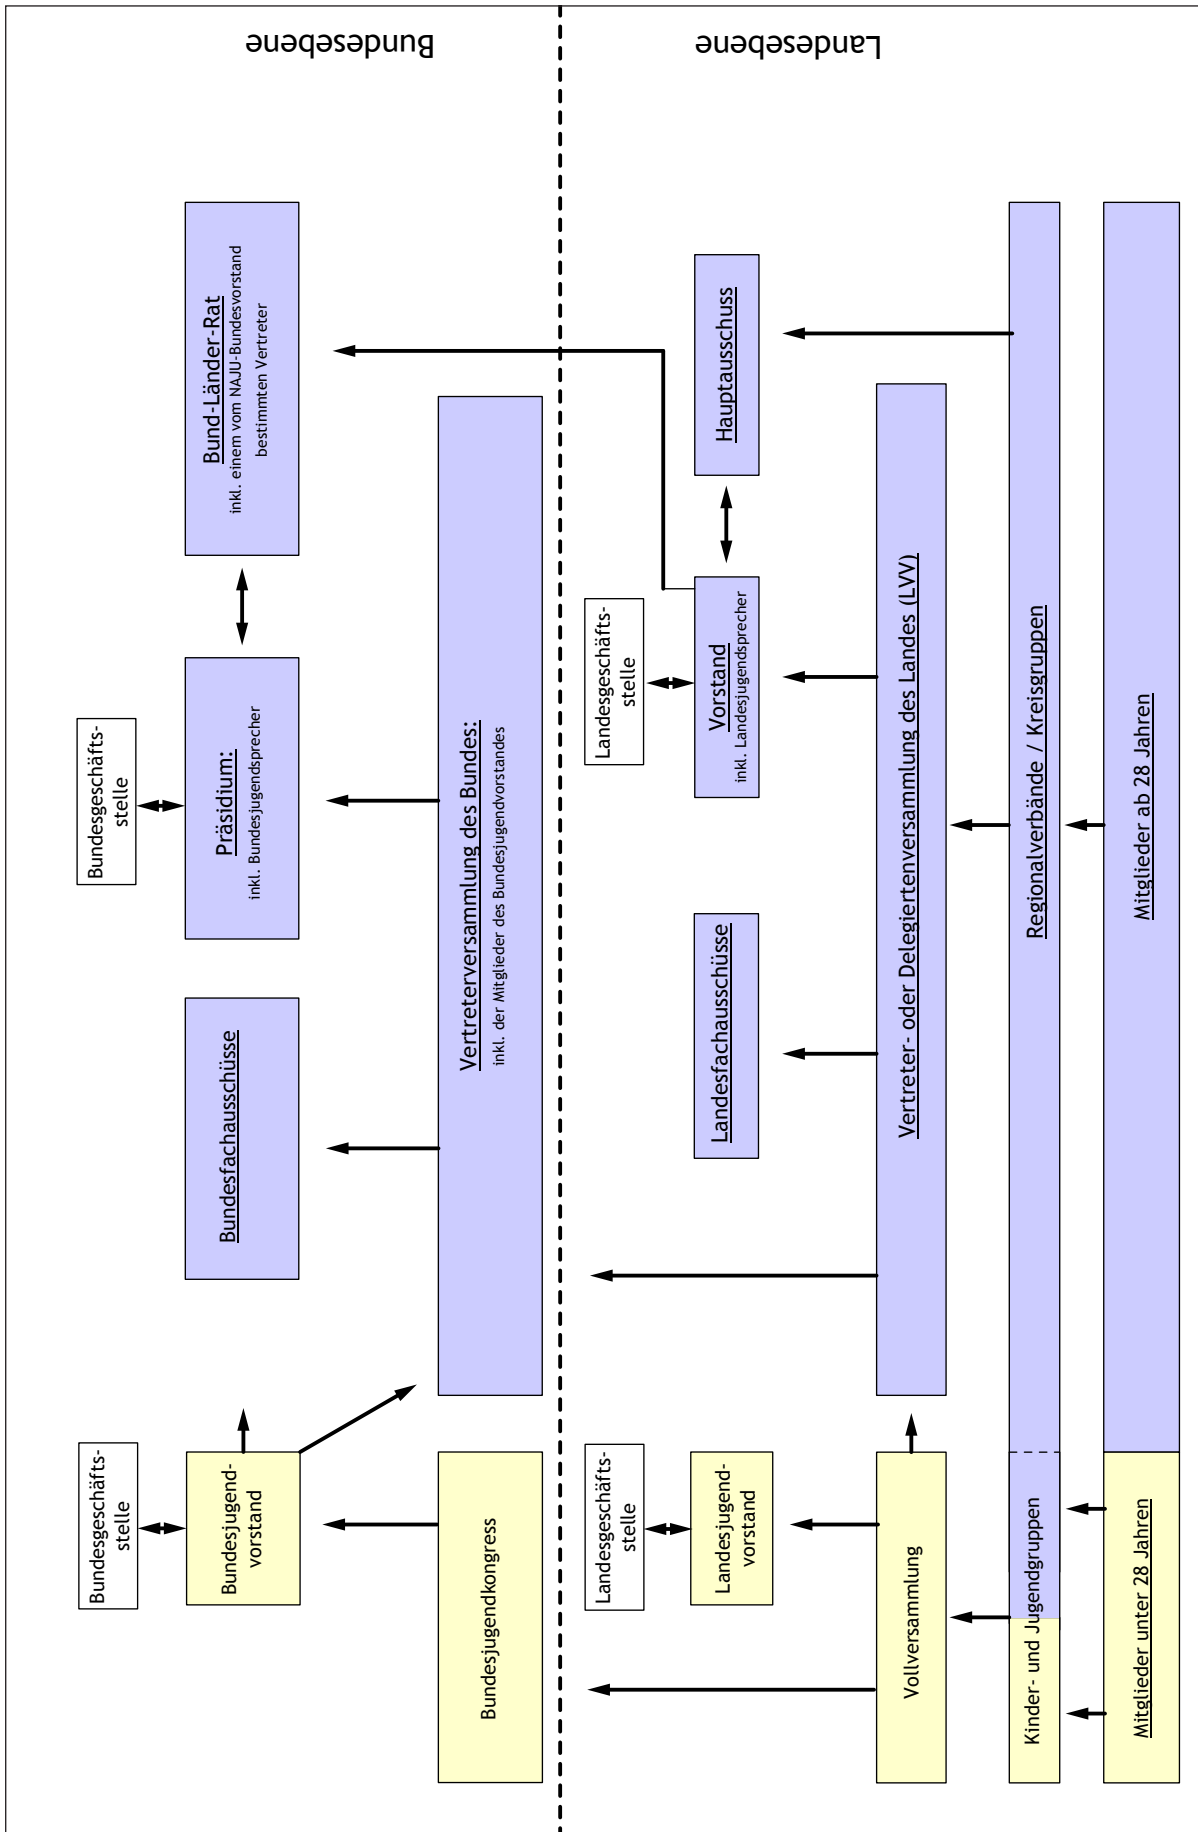 Bundesebene
Bundesgeschäfts-
stelle
Bundesjugend-
vorstand
Bundesjugendkongress
Bundesfachausschüsse
Bundesgeschäfts-
stelle
Präsidium:
inkl. Bundesjugendsprecher
Bund-Länder-Rat
inkl. einem vom NAJU-Bundesvorstand
bestimmten Vertreter
Vertreterversammlung des Bundes:
inkl. der Mitglieder des Bundesjugendvorstandes
Landesebene
Landesgeschäfts-
stelle
Landesjugend-
vorstand
Vollversammlung
Landesfachausschüsse
Landesgeschäfts-
stelle
Vorstand
inkl. Landesjugendsprecher
Hauptausschuss
Vertreter- oder Delegiertenversammlung des Landes (LVV)
Kinder- und Jugendgruppen
Regionalverbände / Kreisgruppen
Mitglieder unter 28 Jahren
Mitglieder ab 28 Jahren